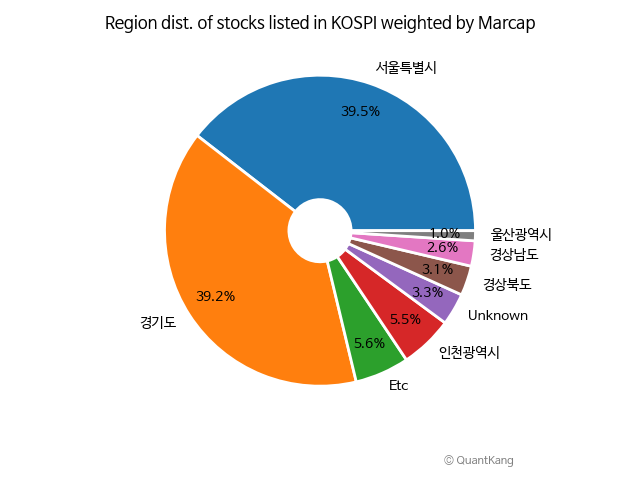 Region dist. of stocks listed in KOSPI weighted by Marcap
서울특별시
39.5%
경기도
39.2%
Etc
5.6%
인천광역시
5.5%
Unknown
3.3%
경상북도
3.1%
경상남도
2.6%
울산광역시
1.0%
© QuantKang